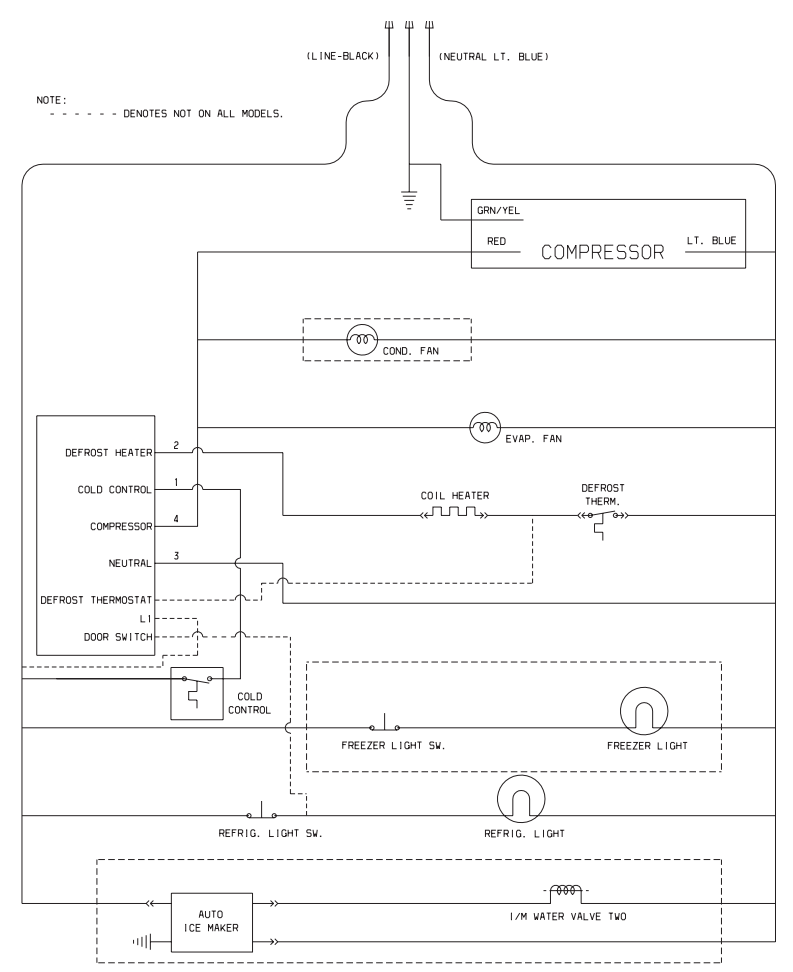 (LINE-BLACK)
(NEUTRAL LT. BLUE)
NOTE:
- - - - - - DENOTES NOT ON ALL MODELS.
GRN/YEL
RED
COMPRESSOR
LT. BLUE
COND. FAN
EVAP. FAN
DEFROST HEATER
2
COLD CONTROL
1
COMPRESSOR
4
NEUTRAL
3
DEFROST THERMOSTAT
L1
DOOR SWITCH
COIL HEATER
DEFROST
THERM.
COLD
CONTROL
FREEZER LIGHT SW.
FREEZER LIGHT
REFRIG. LIGHT SW.
REFRIG. LIGHT
AUTO
ICE MAKER
I/M WATER VALVE TWO